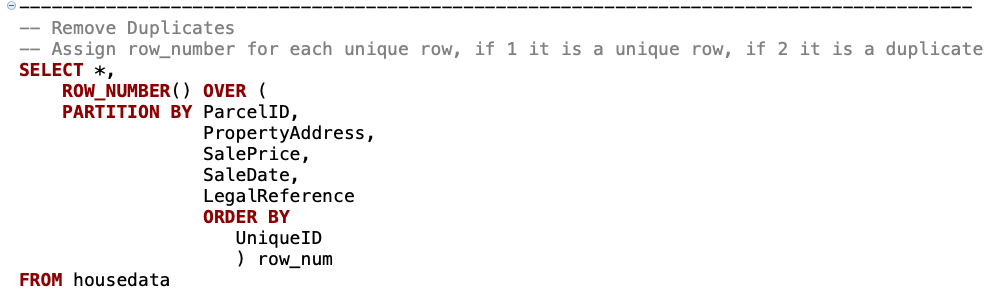 -----------------------------------------------------------------------------------------
-- Remove Duplicates
-- Assign row_number for each unique row, if 1 it is a unique row, if 2 it is a duplicate
SELECT *,
    ROW_NUMBER() OVER (
    PARTITION BY ParcelID,
                 PropertyAddress,
                 SalePrice,
                 SaleDate,
                 LegalReference
                 ORDER BY
                    UniqueID
                    ) row_num
FROM housedata